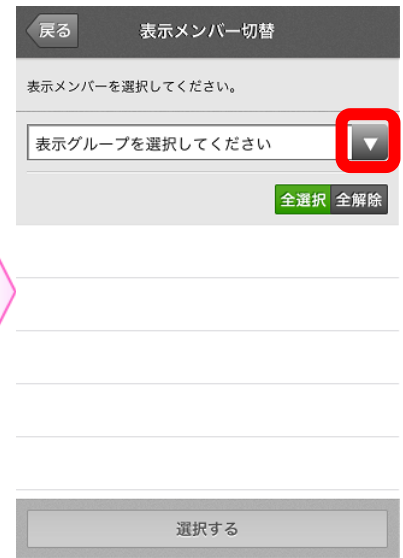 戻る 表示メンバー切替
表示メンバーを選択してください。
表示グループを選択してください ▼
全選択 全解除
選択する